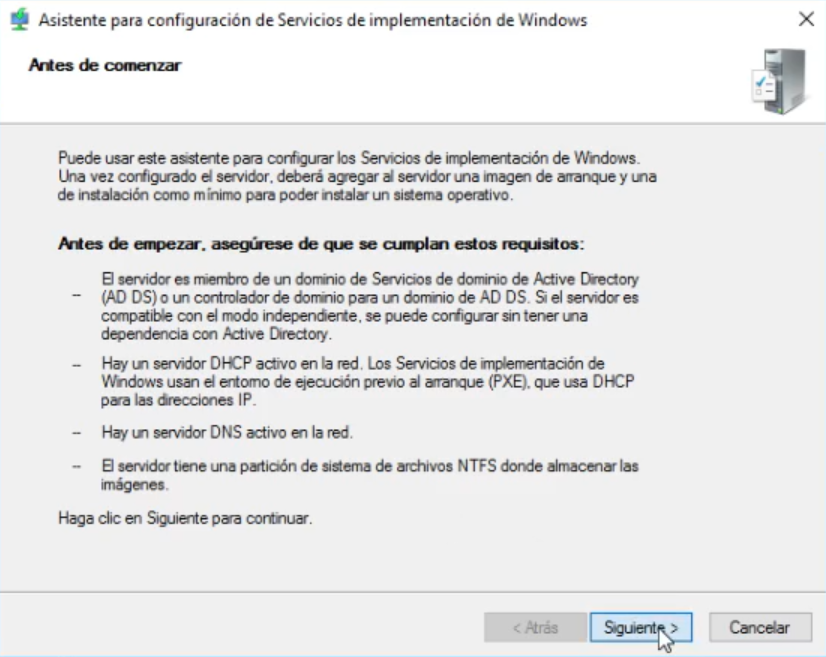 Asistente para configuración de Servicios de implementación de Windows
Antes de comenzar
Puede usar este asistente para configurar los Servicios de implementación de Windows.
Una vez configurado el servidor, deberá agregar al servidor una imagen de arranque y una
de instalación como mínimo para poder instalar un sistema operativo.
Antes de empezar, asegúrese de que se cumplan estos requisitos:
– El servidor es miembro de un dominio de Servicios de dominio de Active Directory
(AD DS) o un controlador de dominio para un dominio de AD DS. Si el servidor es
compatible con el modo independiente, se puede configurar sin tener una
dependencia con Active Directory.
– Hay un servidor DHCP activo en la red. Los Servicios de implementación de
Windows usan el entorno de ejecución previo al arranque (PXE), que usa DHCP
para las direcciones IP.
– Hay un servidor DNS activo en la red.
– El servidor tiene una partición de sistema de archivos NTFS donde almacenar las
imágenes.
Haga clic en Siguiente para continuar.
< Atrás Siguiente > Cancelar